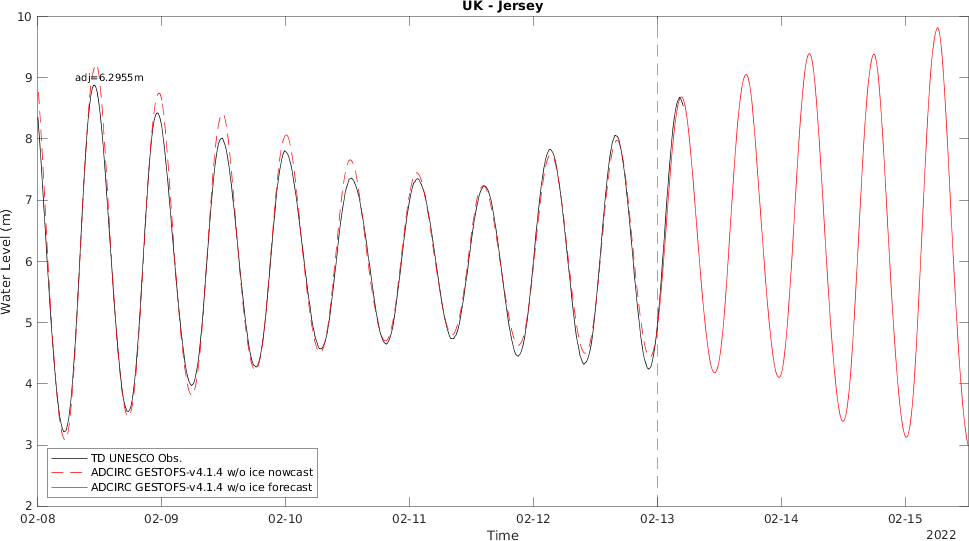 UK - Jersey
10
9
8
7
6
5
4
3
2
Water Level (m)
adj=6.2955m
TD UNESCO Obs.
ADCIRC GESTOFS-v4.1.4 w/o ice nowcast
ADCIRC GESTOFS-v4.1.4 w/o ice forecast
02-08 02-09 02-10 02-11 02-12 02-13 02-14 02-15
Time
2022